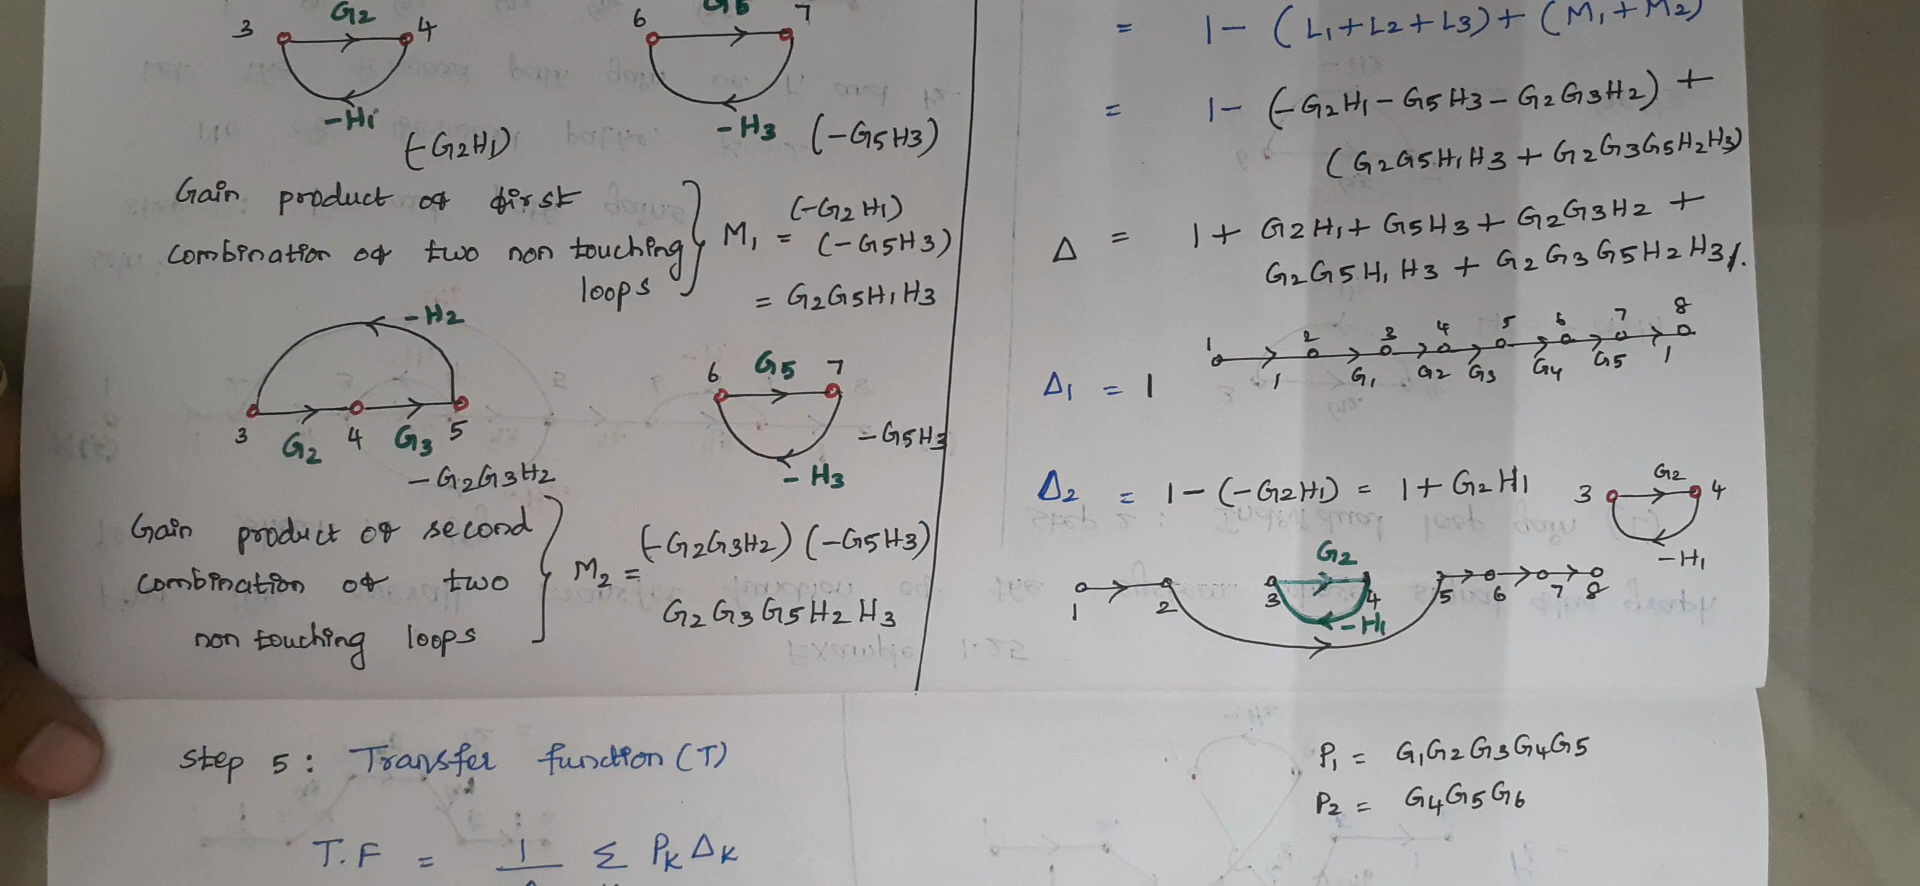 3 G2 4
-H1
(-G2H1)
6 G5 7
-H3 (-G5H3)
Gain product of first
combination of two non touching
loops
M1 = (-G2H1)
(-G5H3)
= G2G5H1H3
-H2
3 G2 4 G3 5
-G2G3H2
6 G5 7
-G5H3
-H3
Gain product of second
combination of two
non touching loops
M2 = (-G2G3H2) (-G5H3)
G2G3G5H2H3
= 1 - (L1+L2+L3) + (M1+M2)
= 1 - (-G2H1 - G5H3 - G2G3H2) +
(G2G5H1H3 + G2G3G5H2H3)
Δ = 1 + G2H1 + G5H3 + G2G3H2 +
G2G5H1H3 + G2G3G5H2H3/.
1 2 3 4 5 6 7 8
1 G1 G2 G3 G4 G5 1
Δ1 = 1
Δ2 = 1 - (-G2H1) = 1 + G2H1
3 G2 4
-H1
G2
1 2 3 4 5 6 7 8
-H1
Step 5: Transfer function (T)
T.F = 1 Σ PK ΔK
P1 = G1G2G3G4G5
P2 = G4G5G6